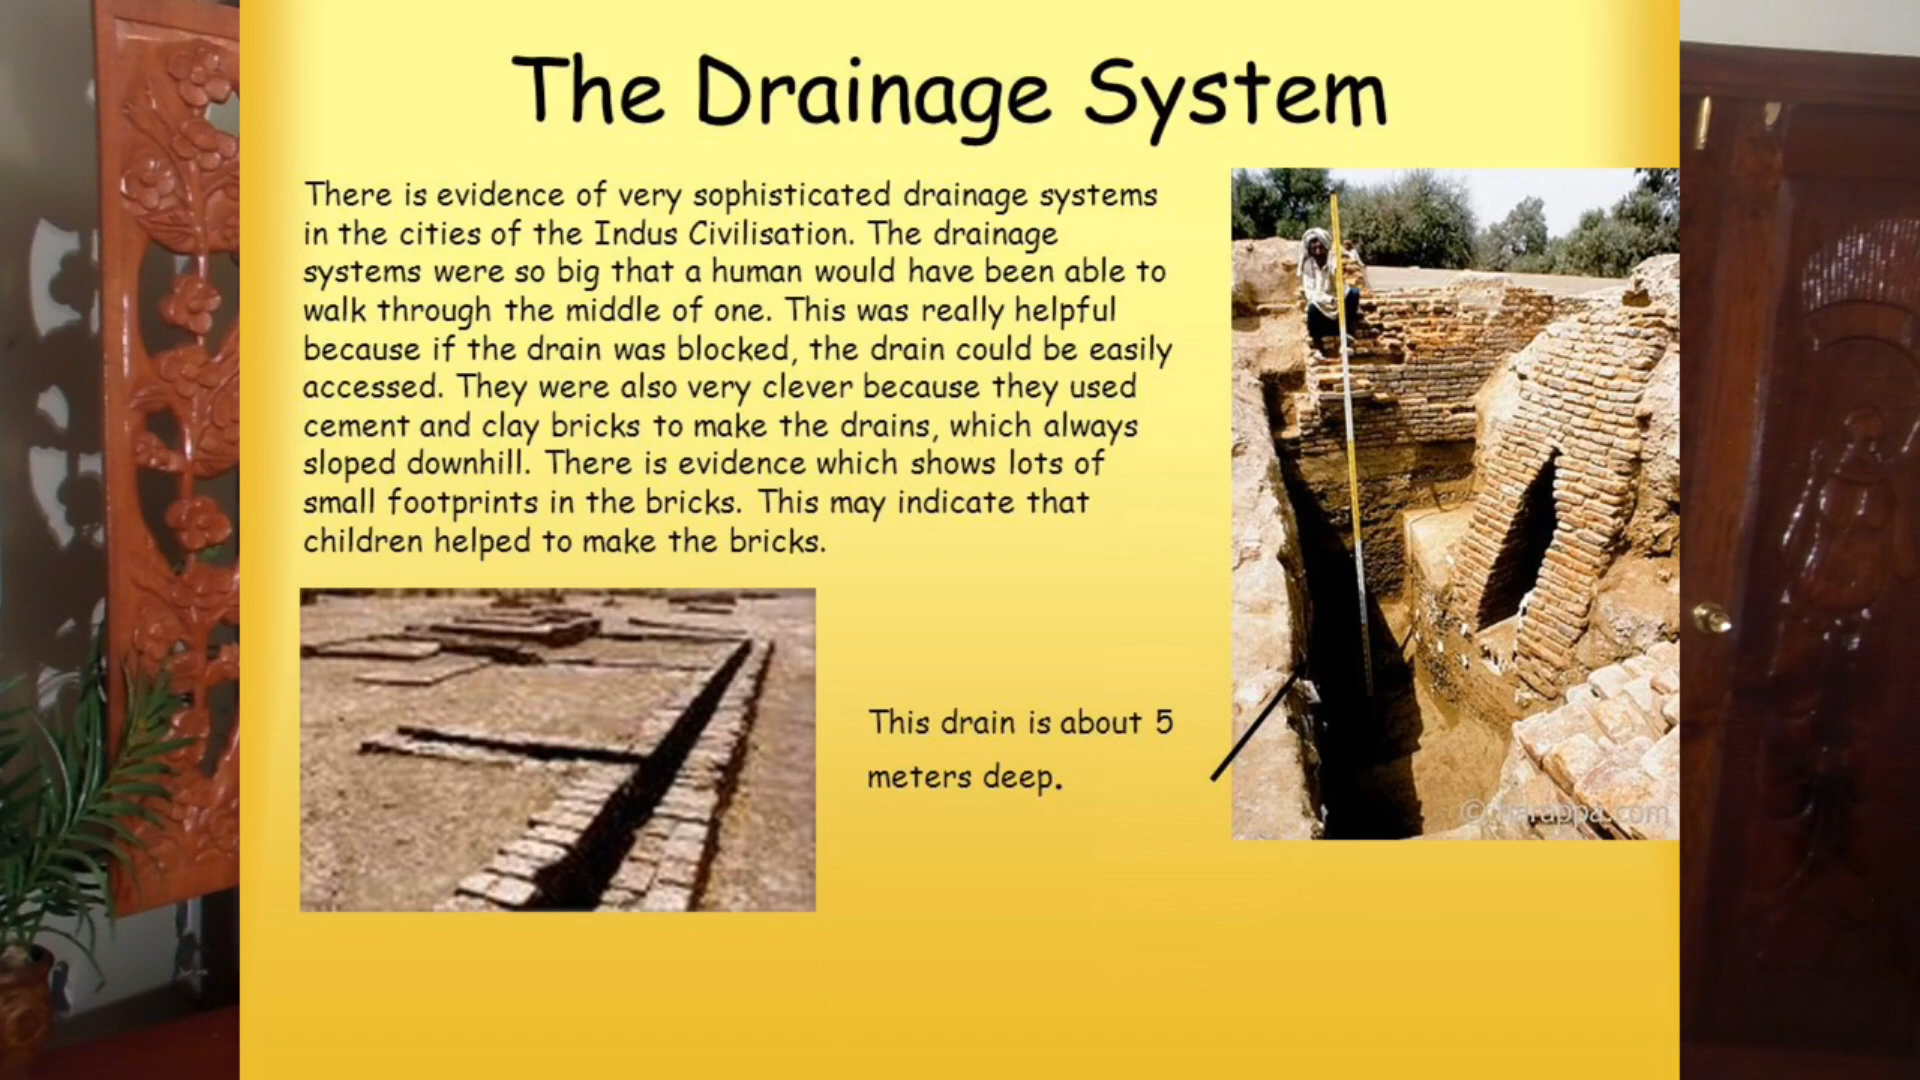 The Drainage System
There is evidence of very sophisticated drainage systems
in the cities of the Indus Civilisation. The drainage
systems were so big that a human would have been able to
walk through the middle of one. This was really helpful
because if the drain was blocked, the drain could be easily
accessed. They were also very clever because they used
cement and clay bricks to make the drains, which always
sloped downhill. There is evidence which shows lots of
small footprints in the bricks. This may indicate that
children helped to make the bricks.
This drain is about 5
meters deep.
© harappa.com